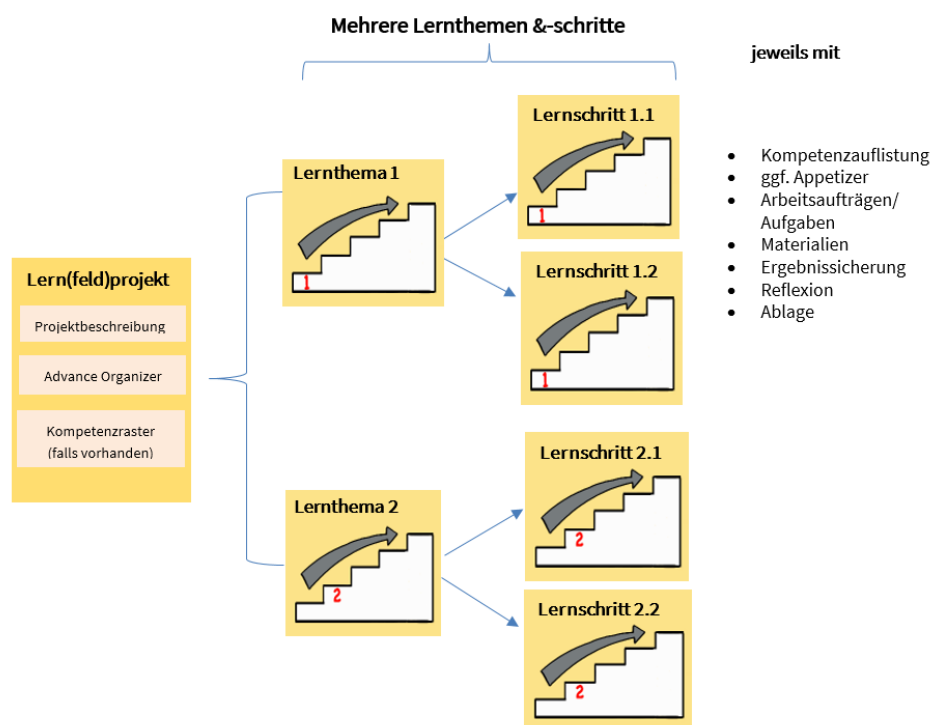 Mehrere Lernthemen &-schritte
jeweils mit
Lern(feld)projekt
Projektbeschreibung
Advance Organizer
Kompetenzraster
(falls vorhanden)
Lernthema 1
1
Lernschritt 1.1
1
Lernschritt 1.2
1
Lernthema 2
2
Lernschritt 2.1
2
Lernschritt 2.2
2
• Kompetenzauflistung
• ggf. Appetizer
• Arbeitsaufträgen/
Aufgaben
• Materialien
• Ergebnissicherung
• Reflexion
• Ablage